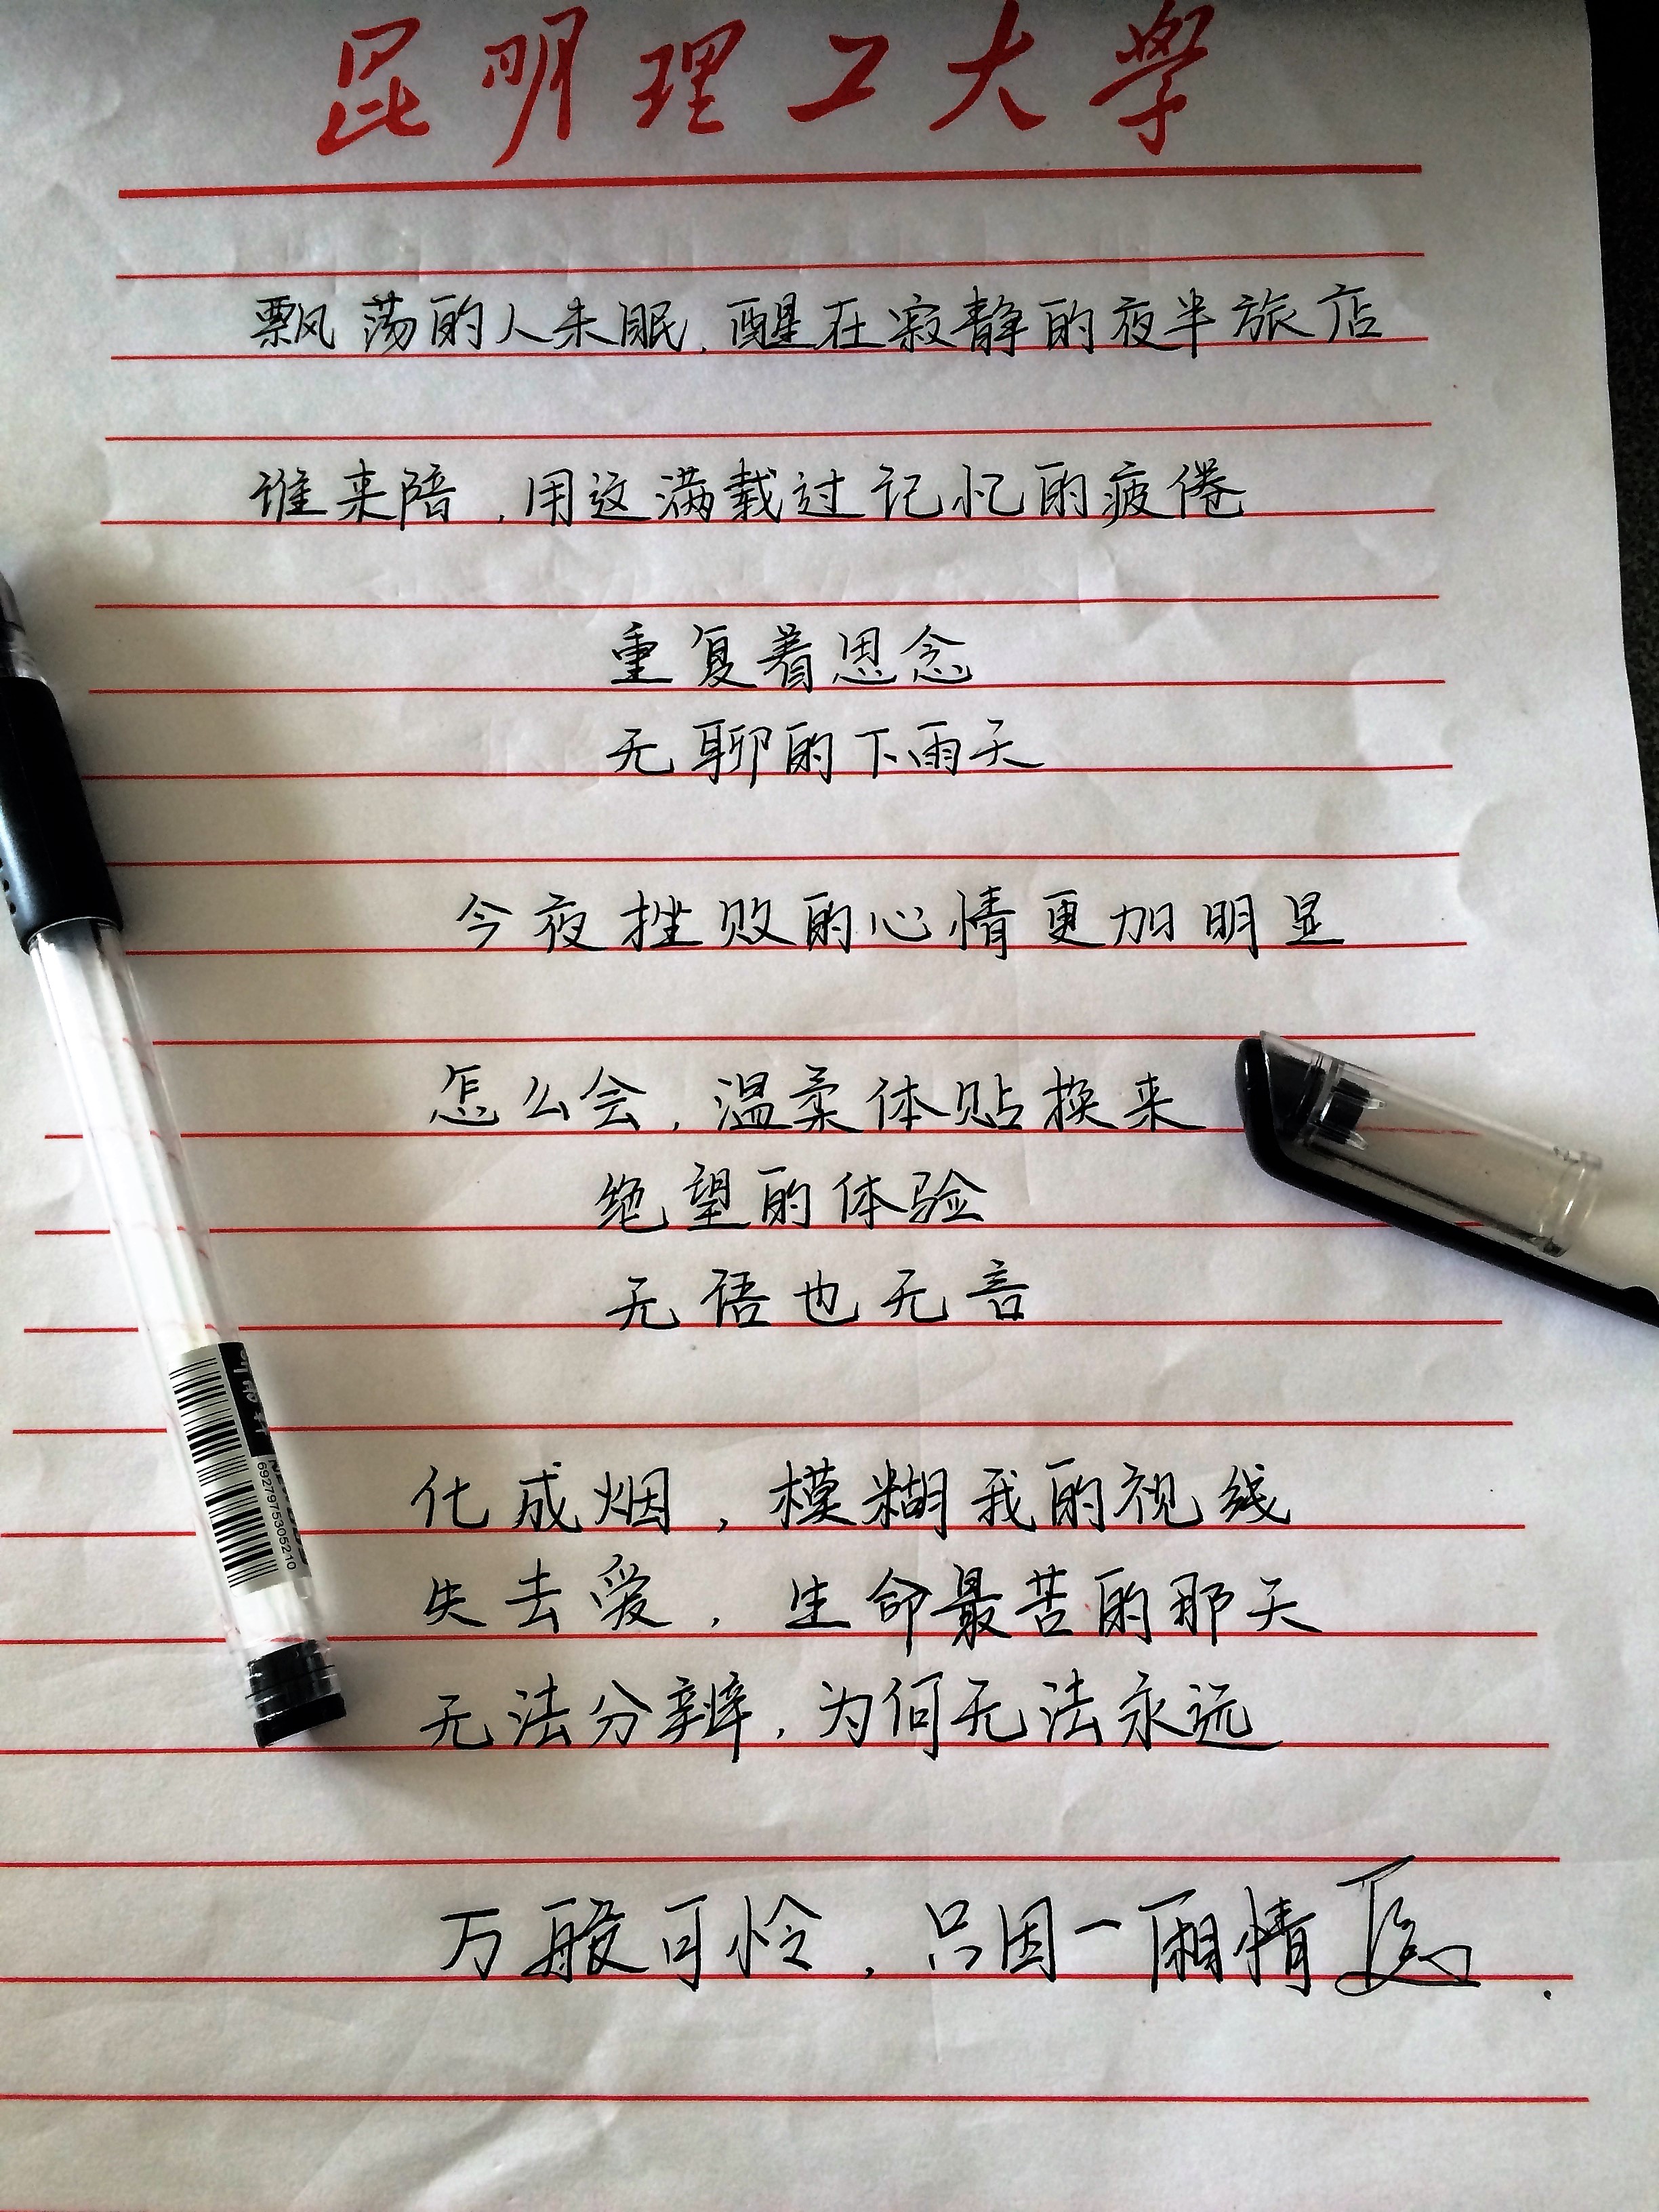 昆明理工大学
飘荡的人未眠,醒在寂静的夜半旅店
谁来陪,用这满载过记忆的疲倦
重复着思念
无聊的下雨天
今夜挫败的心情更加明显
怎么会,温柔体贴换来
绝望的体验
无语也无言
化成烟,模糊我的视线
失去爱,生命最苦的那天
无法分辨,为何无法永远
万般可怜,只因一厢情愿.
6927975305210